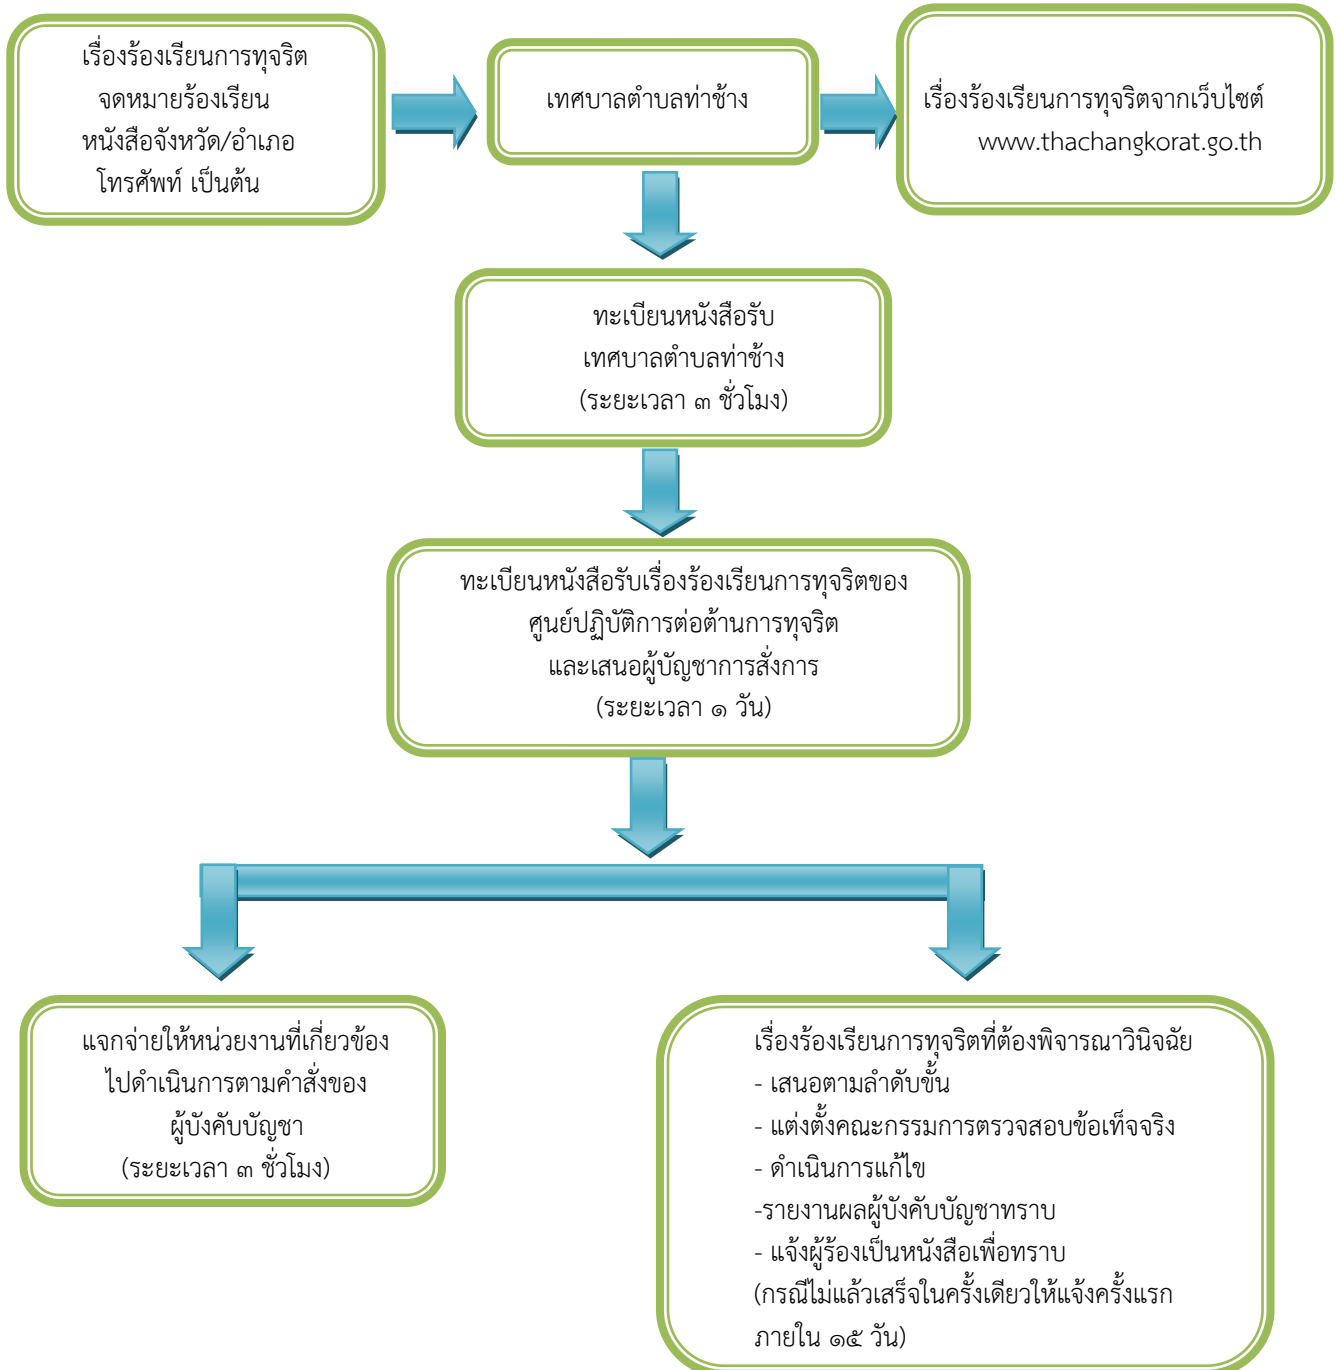 เรื่องร้องเรียนการทุจริต
จดหมายร้องเรียน
หนังสือจังหวัด/อำเภอ
โทรศัพท์ เป็นต้น
เทศบาลตำบลท่าช้าง
เรื่องร้องเรียนการทุจริตจากเว็บไซต์
www.thachangkorat.go.th
ทะเบียนหนังสือรับ
เทศบาลตำบลท่าช้าง
(ระยะเวลา ๓ ชั่วโมง)
ทะเบียนหนังสือรับเรื่องร้องเรียนการทุจริตของ
ศูนย์ปฏิบัติการต่อต้านการทุจริต
และเสนอผู้บัญชาการสั่งการ
(ระยะเวลา ๑ วัน)
แจกจ่ายให้หน่วยงานที่เกี่ยวข้อง
ไปดำเนินการตามคำสั่งของ
ผู้บังคับบัญชา
(ระยะเวลา ๓ ชั่วโมง)
เรื่องร้องเรียนการทุจริตที่ต้องพิจารณาวินิจฉัย
- เสนอตามลำดับขั้น
- แต่งตั้งคณะกรรมการตรวจสอบข้อเท็จจริง
- ดำเนินการแก้ไข
-รายงานผลผู้บังคับบัญชาทราบ
- แจ้งผู้ร้องเป็นหนังสือเพื่อทราบ
(กรณีไม่แล้วเสร็จในครั้งเดียวให้แจ้งครั้งแรก
ภายใน ๑๕ วัน)